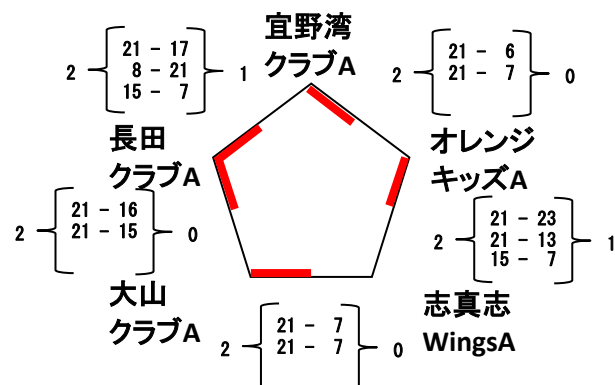 宜野湾
クラブA
2 21 - 17 1
8 - 21
15 - 7
2 21 - 6 0
21 - 7
長田
クラブA
オレンジ
キッズA
2 21 - 16 0
21 - 15
2 21 - 23 1
21 - 13
15 - 7
大山
クラブA
志真志
WingsA
2 21 - 7 0
21 - 7